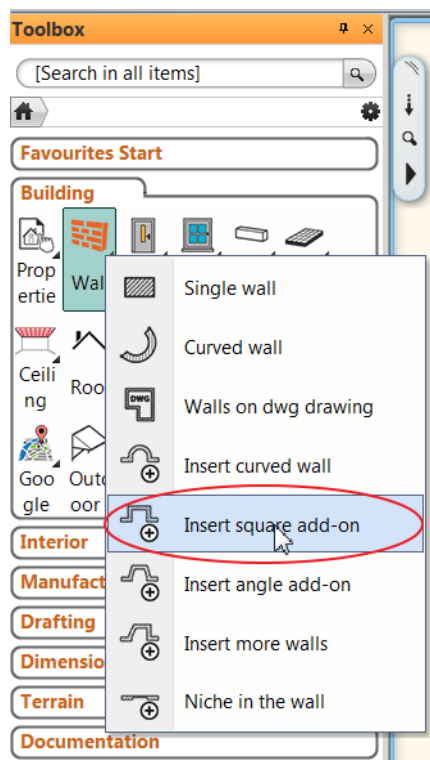 Toolbox
[Search in all items]
Favourites Start
Building
Prop
ertie
Wal
Ceili
ng
Roo
Goo
gle
Outd
oor
Single wall
Curved wall
DWG
Walls on dwg drawing
Insert curved wall
Insert square add-on
Insert angle add-on
Insert more walls
Niche in the wall
Interior
Manufact
Drafting
Dimensio
Terrain
Documentation